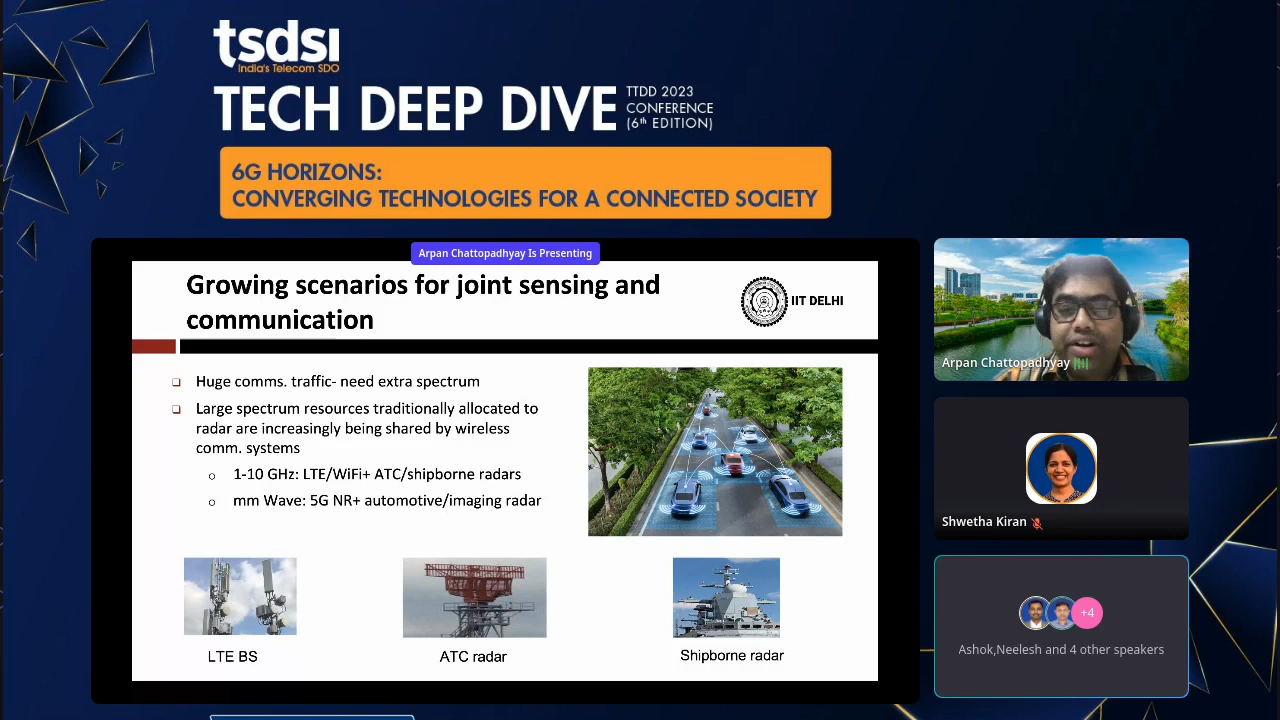 tsdsi
India's Telecom SDO
TECH DEEP DIVE
TTDD 2023
CONFERENCE
(6th EDITION)
6G HORIZONS:
CONVERGING TECHNOLOGIES FOR A CONNECTED SOCIETY
Arpan Chattopadhyay Is Presenting
Growing scenarios for joint sensing and
communication
IIT DELHI
Huge comms. traffic- need extra spectrum
Large spectrum resources traditionally allocated to
radar are increasingly being shared by wireless
comm. systems
1-10 GHz: LTE/WiFi+ ATC/shipborne radars
mm Wave: 5G NR+ automotive/imaging radar
LTE BS
ATC radar
Shipborne radar
Arpan Chattopadhyay
Shwetha Kiran
+4
Ashok,Neelesh and 4 other speakers